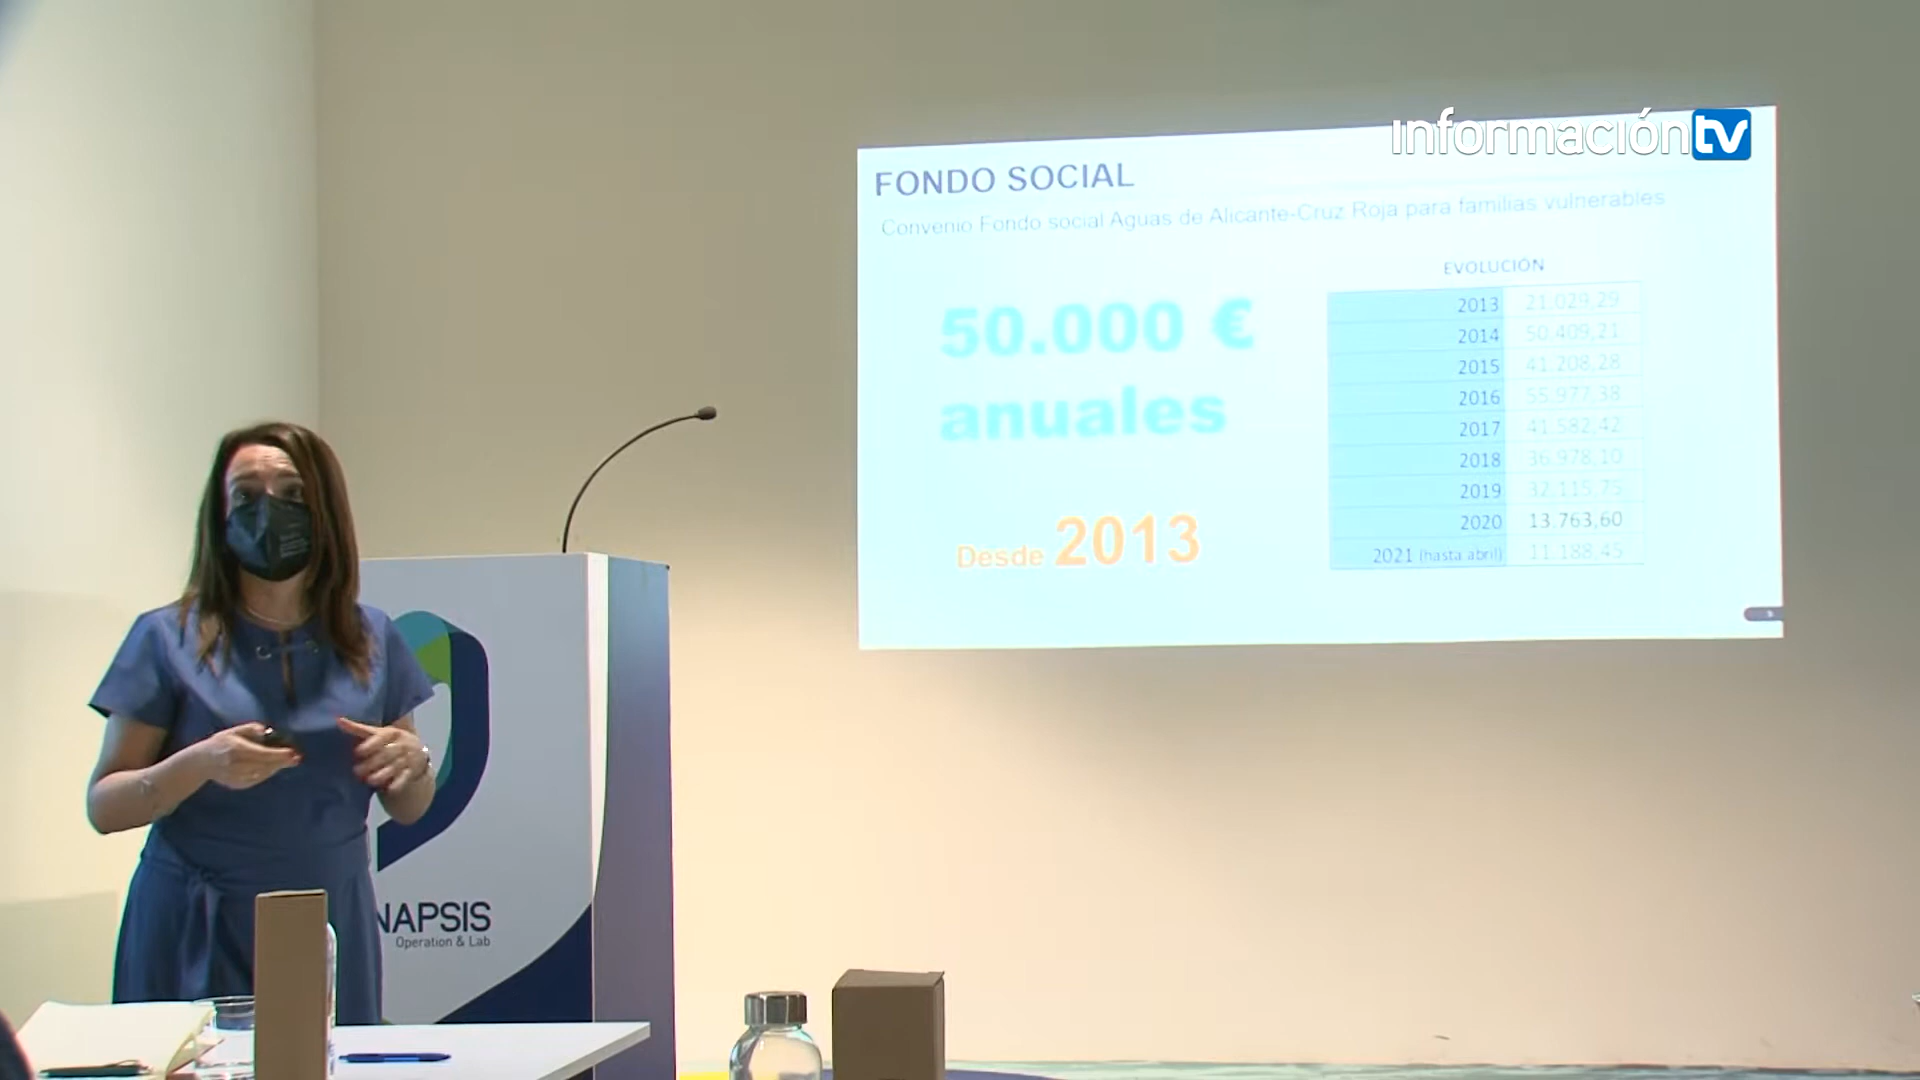 informacióntv
FONDO SOCIAL
Convenio Fondo social Aguas de Alicante-Cruz Roja para familias vulnerables
50.000 €
anuales
Desde 2013
EVOLUCIÓN
2013 21.029,29
2014 50.409,21
2015 41.208,28
2016 55.977,38
2017 41.582,42
2018 36.978,10
2019 32.115,75
2020 13.763,60
2021 (hasta abril) 11.188,45
NAPSIS
Operation & Lab